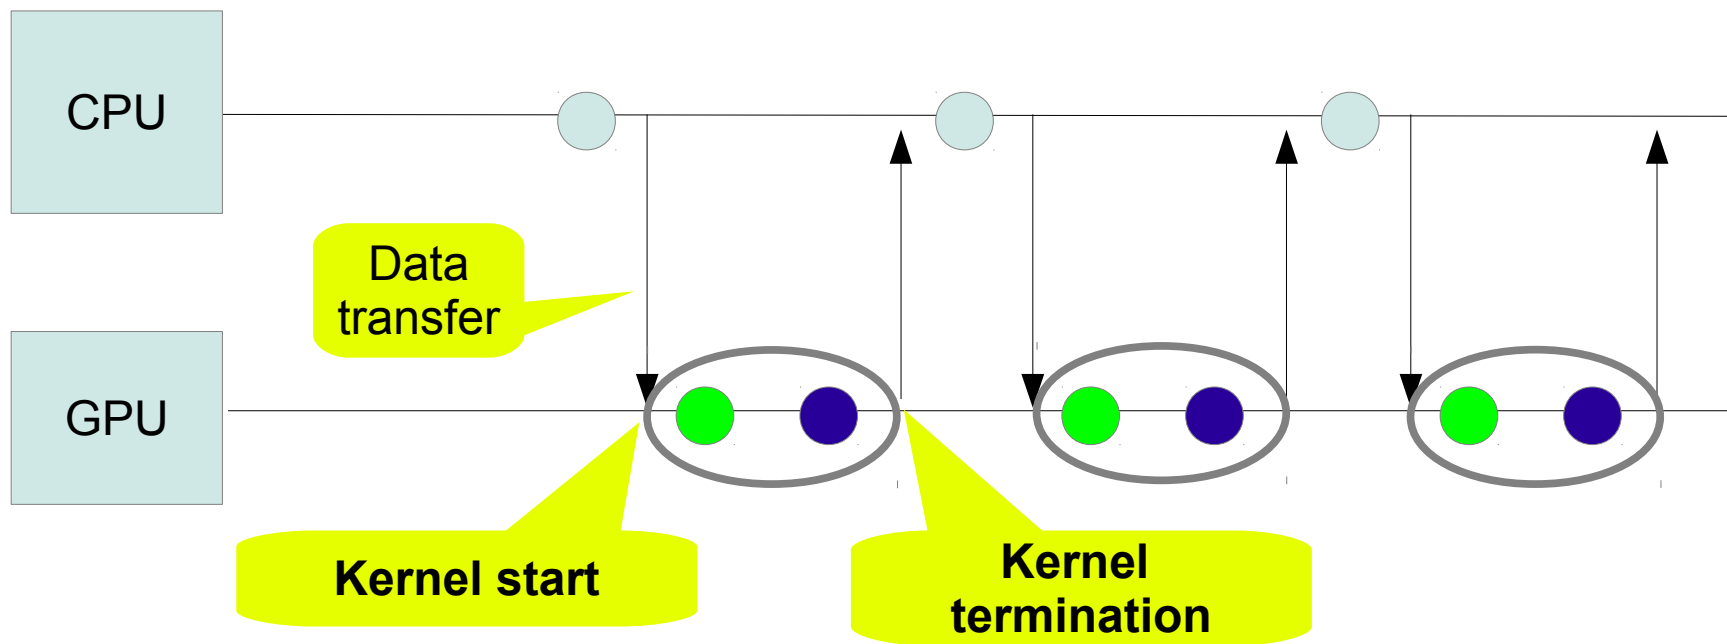 CPU
Data
transfer
GPU
Kernel start
Kernel
termination